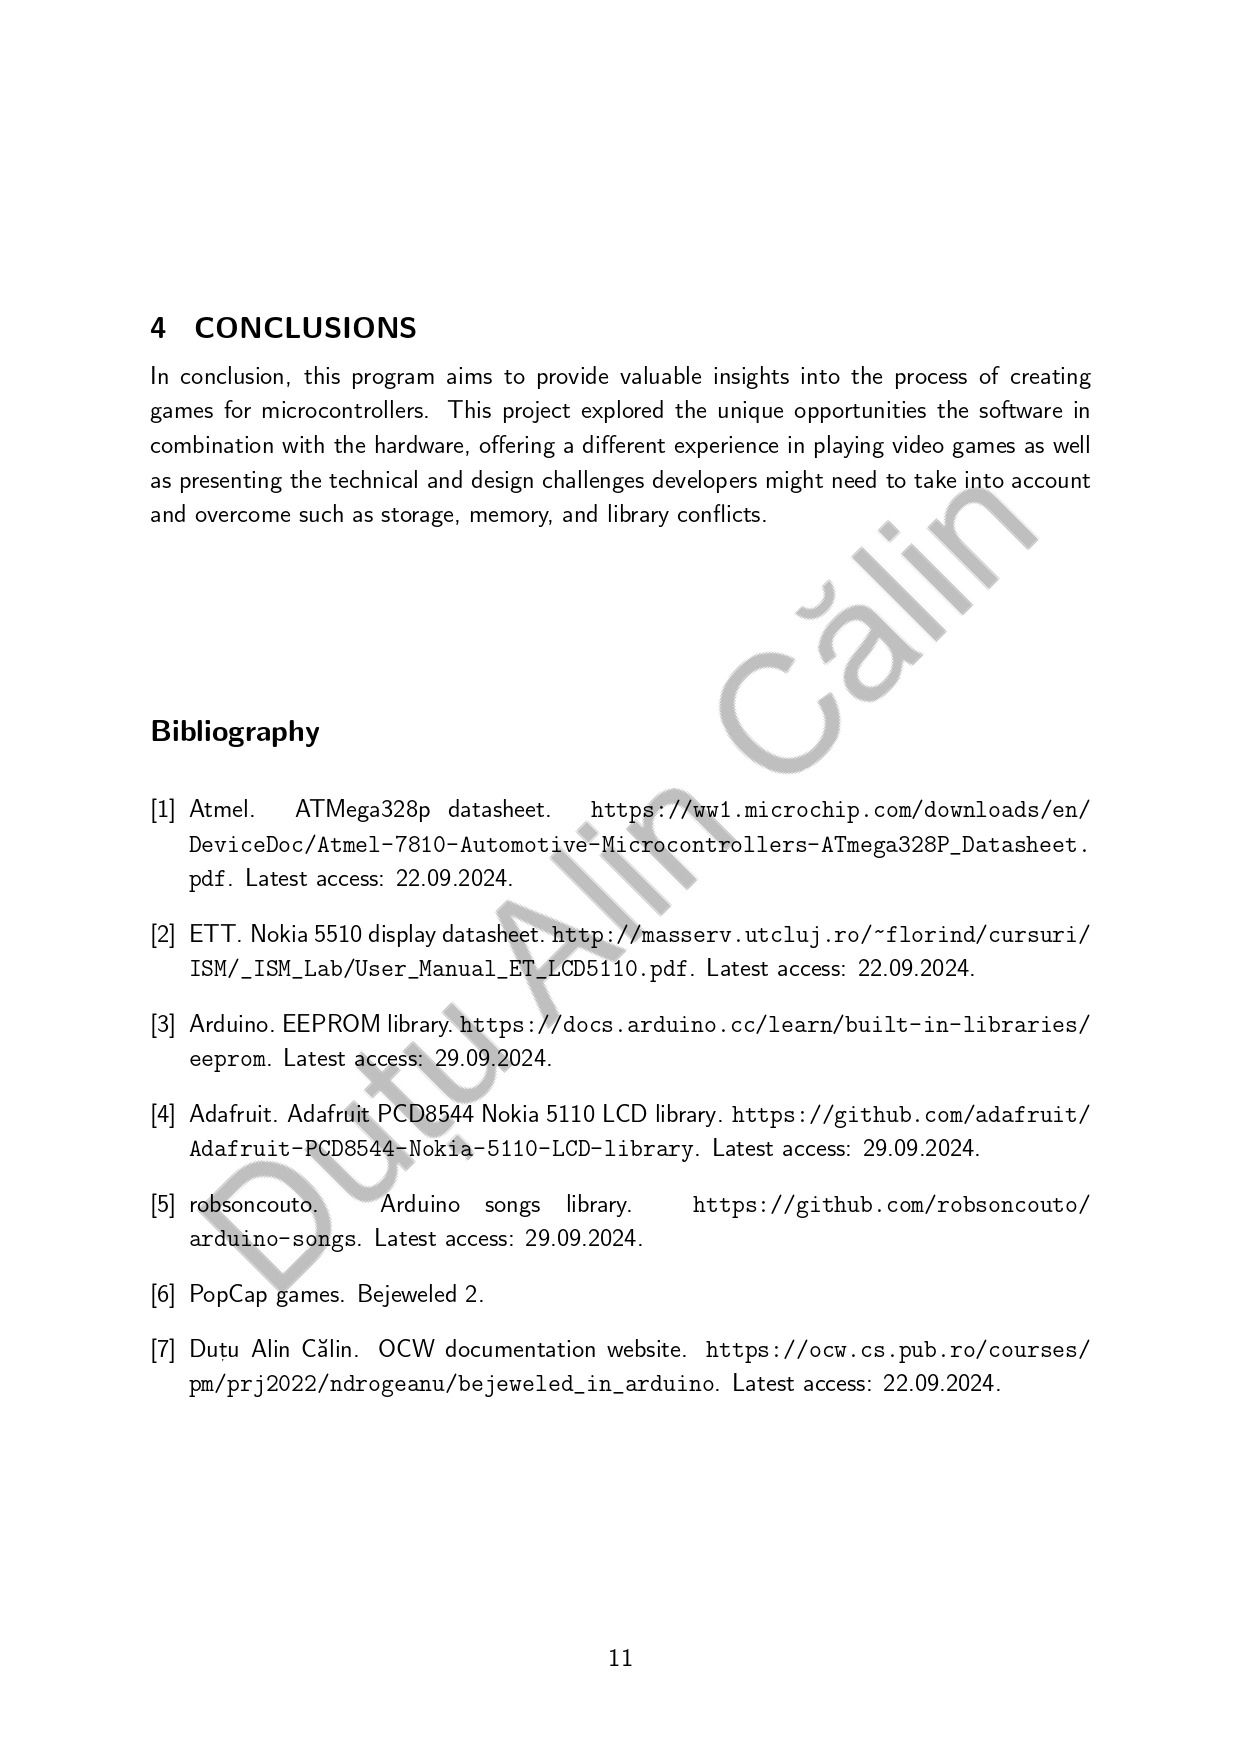 4 CONCLUSIONS
In conclusion, this program aims to provide valuable insights into the process of creating
games for microcontrollers. This project explored the unique opportunities the software in
combination with the hardware, offering a different experience in playing video games as well
as presenting the technical and design challenges developers might need to take into account
and overcome such as storage, memory, and library conflicts.
Bibliography
[1] Atmel. ATMega328p datasheet. https://ww1.microchip.com/downloads/en/
DeviceDoc/Atmel-7810-Automotive-Microcontrollers-ATmega328P_Datasheet.
pdf. Latest access: 22.09.2024.
[2] ETT. Nokia 5510 display datasheet. http://masserv.utcluj.ro/~florind/cursuri/
ISM/_ISM_Lab/User_Manual_ET_LCD5110.pdf. Latest access: 22.09.2024.
[3] Arduino. EEPROM library. https://docs.arduino.cc/learn/built-in-libraries/
eeprom. Latest access: 29.09.2024.
[4] Adafruit. Adafruit PCD8544 Nokia 5110 LCD library. https://github.com/adafruit/
Adafruit-PCD8544-Nokia-5110-LCD-library. Latest access: 29.09.2024.
[5] robsoncouto. Arduino songs library. https://github.com/robsoncouto/
arduino-songs. Latest access: 29.09.2024.
[6] PopCap games. Bejeweled 2.
[7] Duțu Alin Călin. OCW documentation website. https://ocw.cs.pub.ro/courses/
pm/prj2022/ndrogeanu/bejeweled_in_arduino. Latest access: 22.09.2024.
11
Duțu Alin Călin